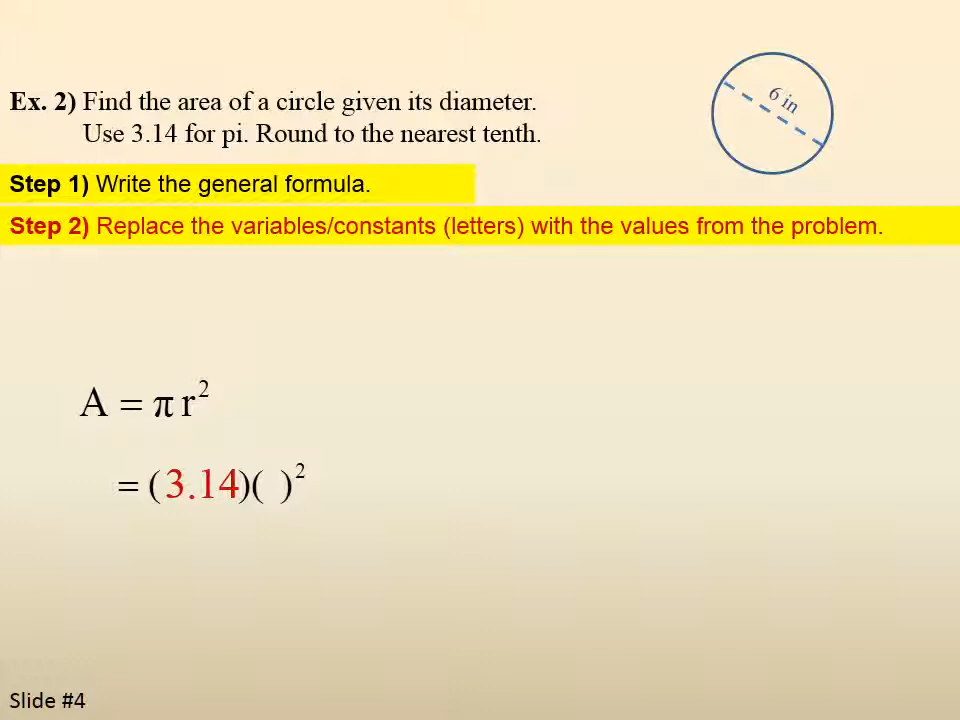 Ex. 2) Find the area of a circle given its diameter.
Use 3.14 for pi. Round to the nearest tenth.
6 in
Step 1) Write the general formula.
Step 2) Replace the variables/constants (letters) with the values from the problem.
A = π r²
= (3.14)( )²
Slide #4